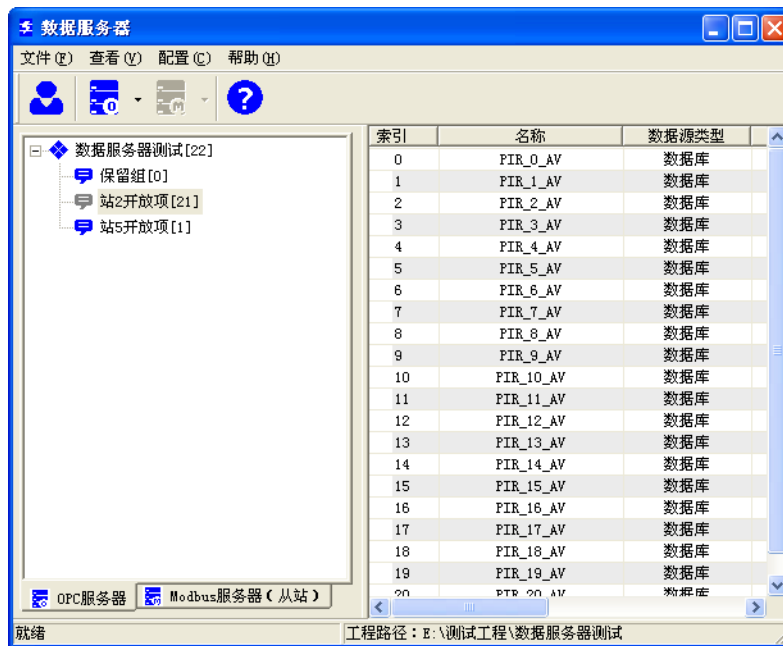 数据服务器
文件(F) 查看(V) 配置(C) 帮助(H)
数据服务器测试[22]
保留组[0]
站2开放项[21]
站5开放项[1]
OPC服务器 Modbus服务器(从站)
索引 名称 数据源类型
0 PIR_0_AV 数据库
1 PIR_1_AV 数据库
2 PIR_2_AV 数据库
3 PIR_3_AV 数据库
4 PIR_4_AV 数据库
5 PIR_5_AV 数据库
6 PIR_6_AV 数据库
7 PIR_7_AV 数据库
8 PIR_8_AV 数据库
9 PIR_9_AV 数据库
10 PIR_10_AV 数据库
11 PIR_11_AV 数据库
12 PIR_12_AV 数据库
13 PIR_13_AV 数据库
14 PIR_14_AV 数据库
15 PIR_15_AV 数据库
16 PIR_16_AV 数据库
17 PIR_17_AV 数据库
18 PIR_18_AV 数据库
19 PIR_19_AV 数据库
20 PIR_20_AV 数据库
就绪 工程路径：E:\测试工程\数据服务器测试